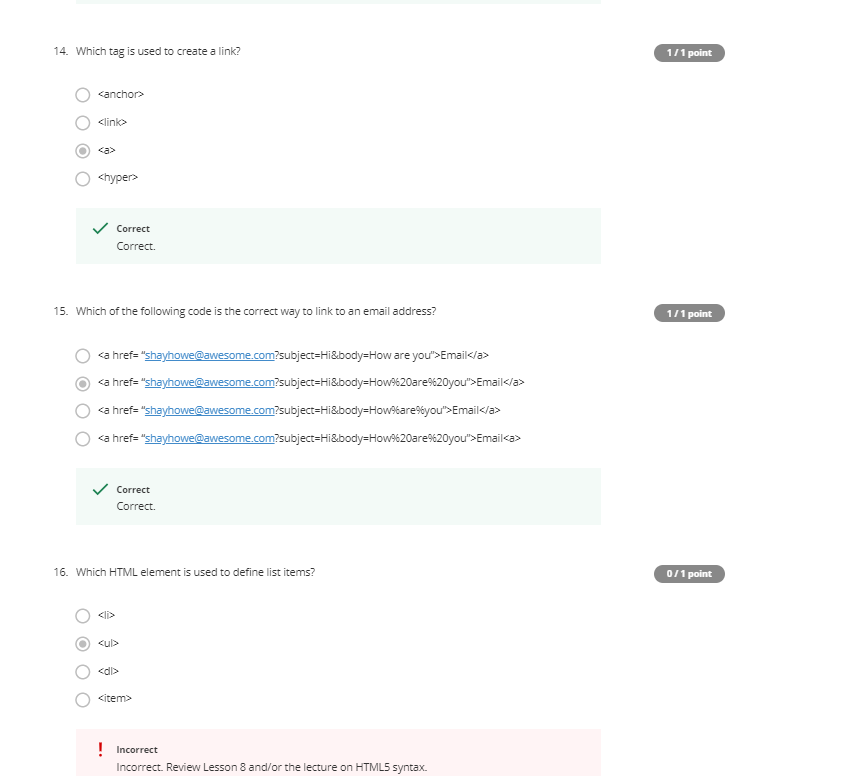 14. Which tag is used to create a link?
1 / 1 point
<anchor>
<link>
<a>
<hyper>
Correct
Correct.
15. Which of the following code is the correct way to link to an email address?
1 / 1 point
<a href= "shayhowe@awesome.com?subject=Hi&body=How are you">Email</a>
<a href= "shayhowe@awesome.com?subject=Hi&body=How%20are%20you">Email</a>
<a href= "shayhowe@awesome.com?subject=Hi&body=How%are%you">Email</a>
<a href= "shayhowe@awesome.com?subject=Hi&body=How%20are%20you">Email<a>
Correct
Correct.
16. Which HTML element is used to define list items?
0 / 1 point
<li>
<ul>
<dl>
<item>
Incorrect
Incorrect. Review Lesson 8 and/or the lecture on HTML5 syntax.